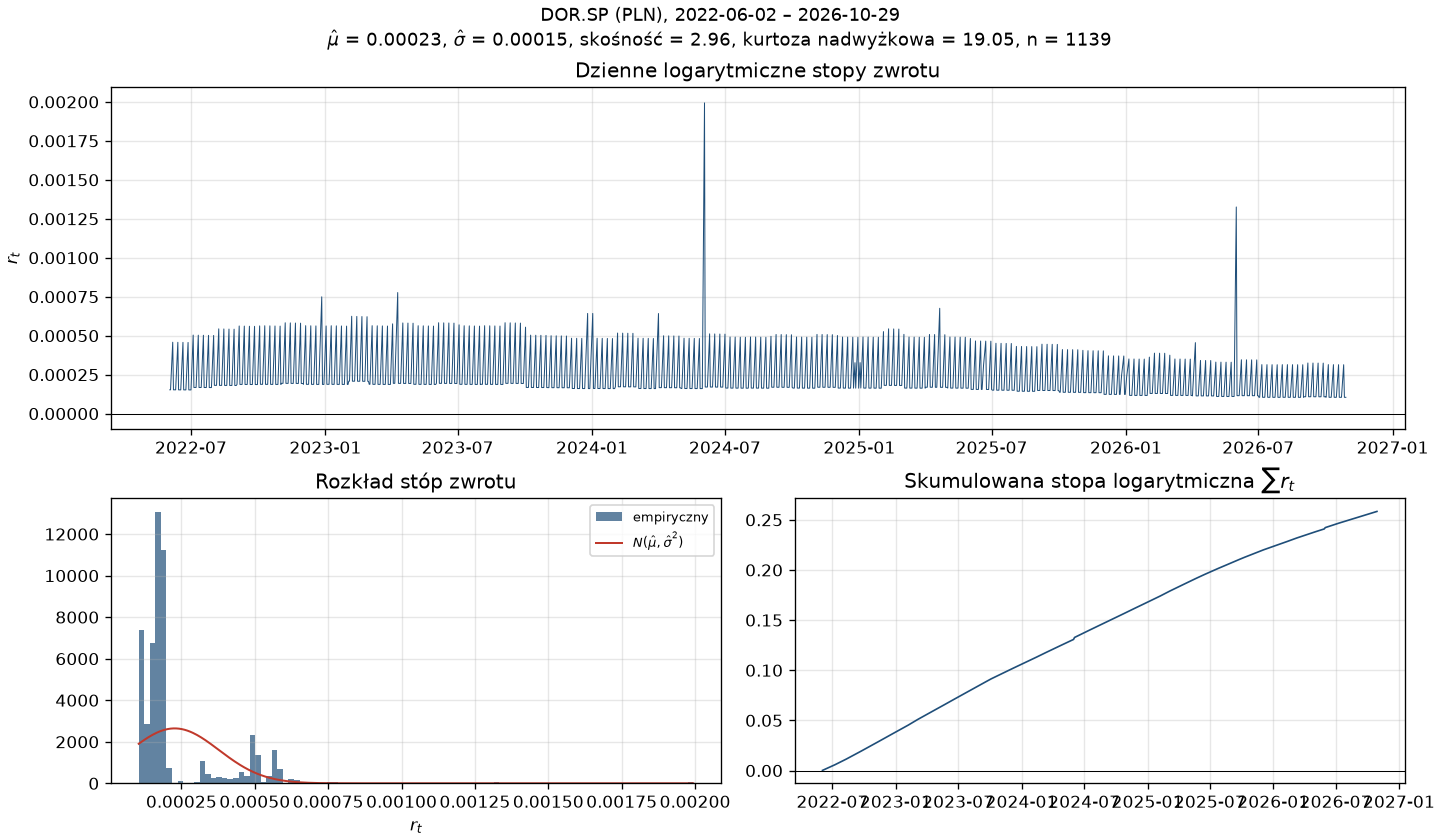 DOR.SP (PLN), 2022-06-02 – 2026-10-29
μ̂ = 0.00023, σ̂ = 0.00015, skośność = 2.96, kurtoza nadwyżkowa = 19.05, n = 1139
Dzienne logarytmiczne stopy zwrotu
0.00200
0.00175
0.00150
0.00125
0.00100
0.00075
0.00050
0.00025
0.00000
r_t
2022-07 2023-01 2023-07 2024-01 2024-07 2025-01 2025-07 2026-01 2026-07 2027-01
Rozkład stóp zwrotu
empiryczny
N(μ̂, σ̂²)
12000
10000
8000
6000
4000
2000
0
0.00025 0.00050 0.00075 0.00100 0.00125 0.00150 0.00175 0.00200
r_t
Skumulowana stopa logarytmiczna ∑r_t
0.25
0.20
0.15
0.10
0.05
0.00
2022-07 2023-01 2023-07 2024-01 2024-07 2025-01 2025-07 2026-01 2026-07 2027-01